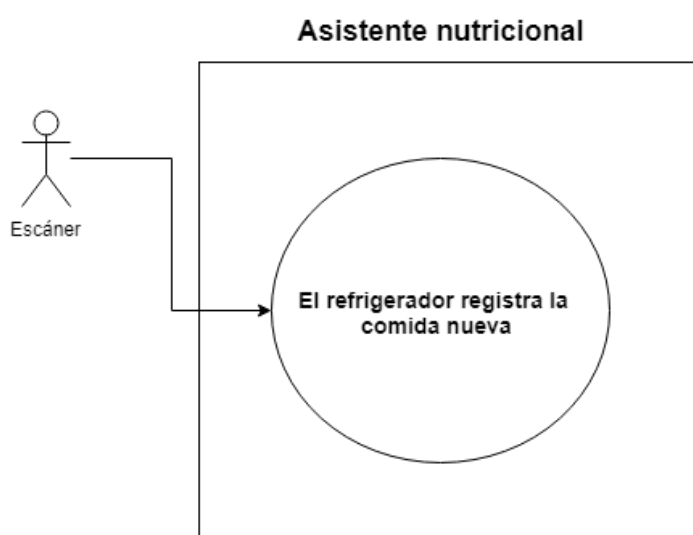 Asistente nutricional
Escáner
El refrigerador registra la
comida nueva